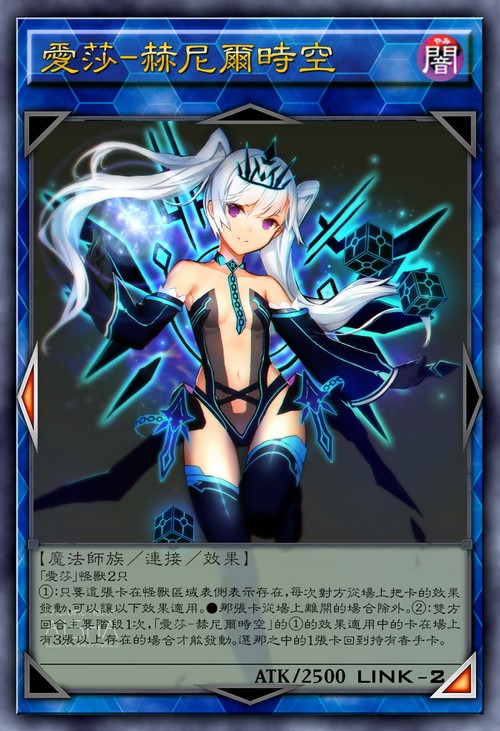 愛莎-赫尼爾時空
やみ
闇
【魔法師族／連接／效果】
「愛莎」怪獸2只
①:只要這張卡在怪獸區域表側表示存在,每次對方從場上把卡的效果
發動,可以讓以下效果適用。●那張卡從場上離開的場合除外。②:雙方
回合主要階段1次,「愛莎-赫尼爾時空」的①的效果適用中的卡在場上
有3張以上存在的場合才能發動。選那之中的1張卡回到持有者手卡。
ATK/2500 LINK-2